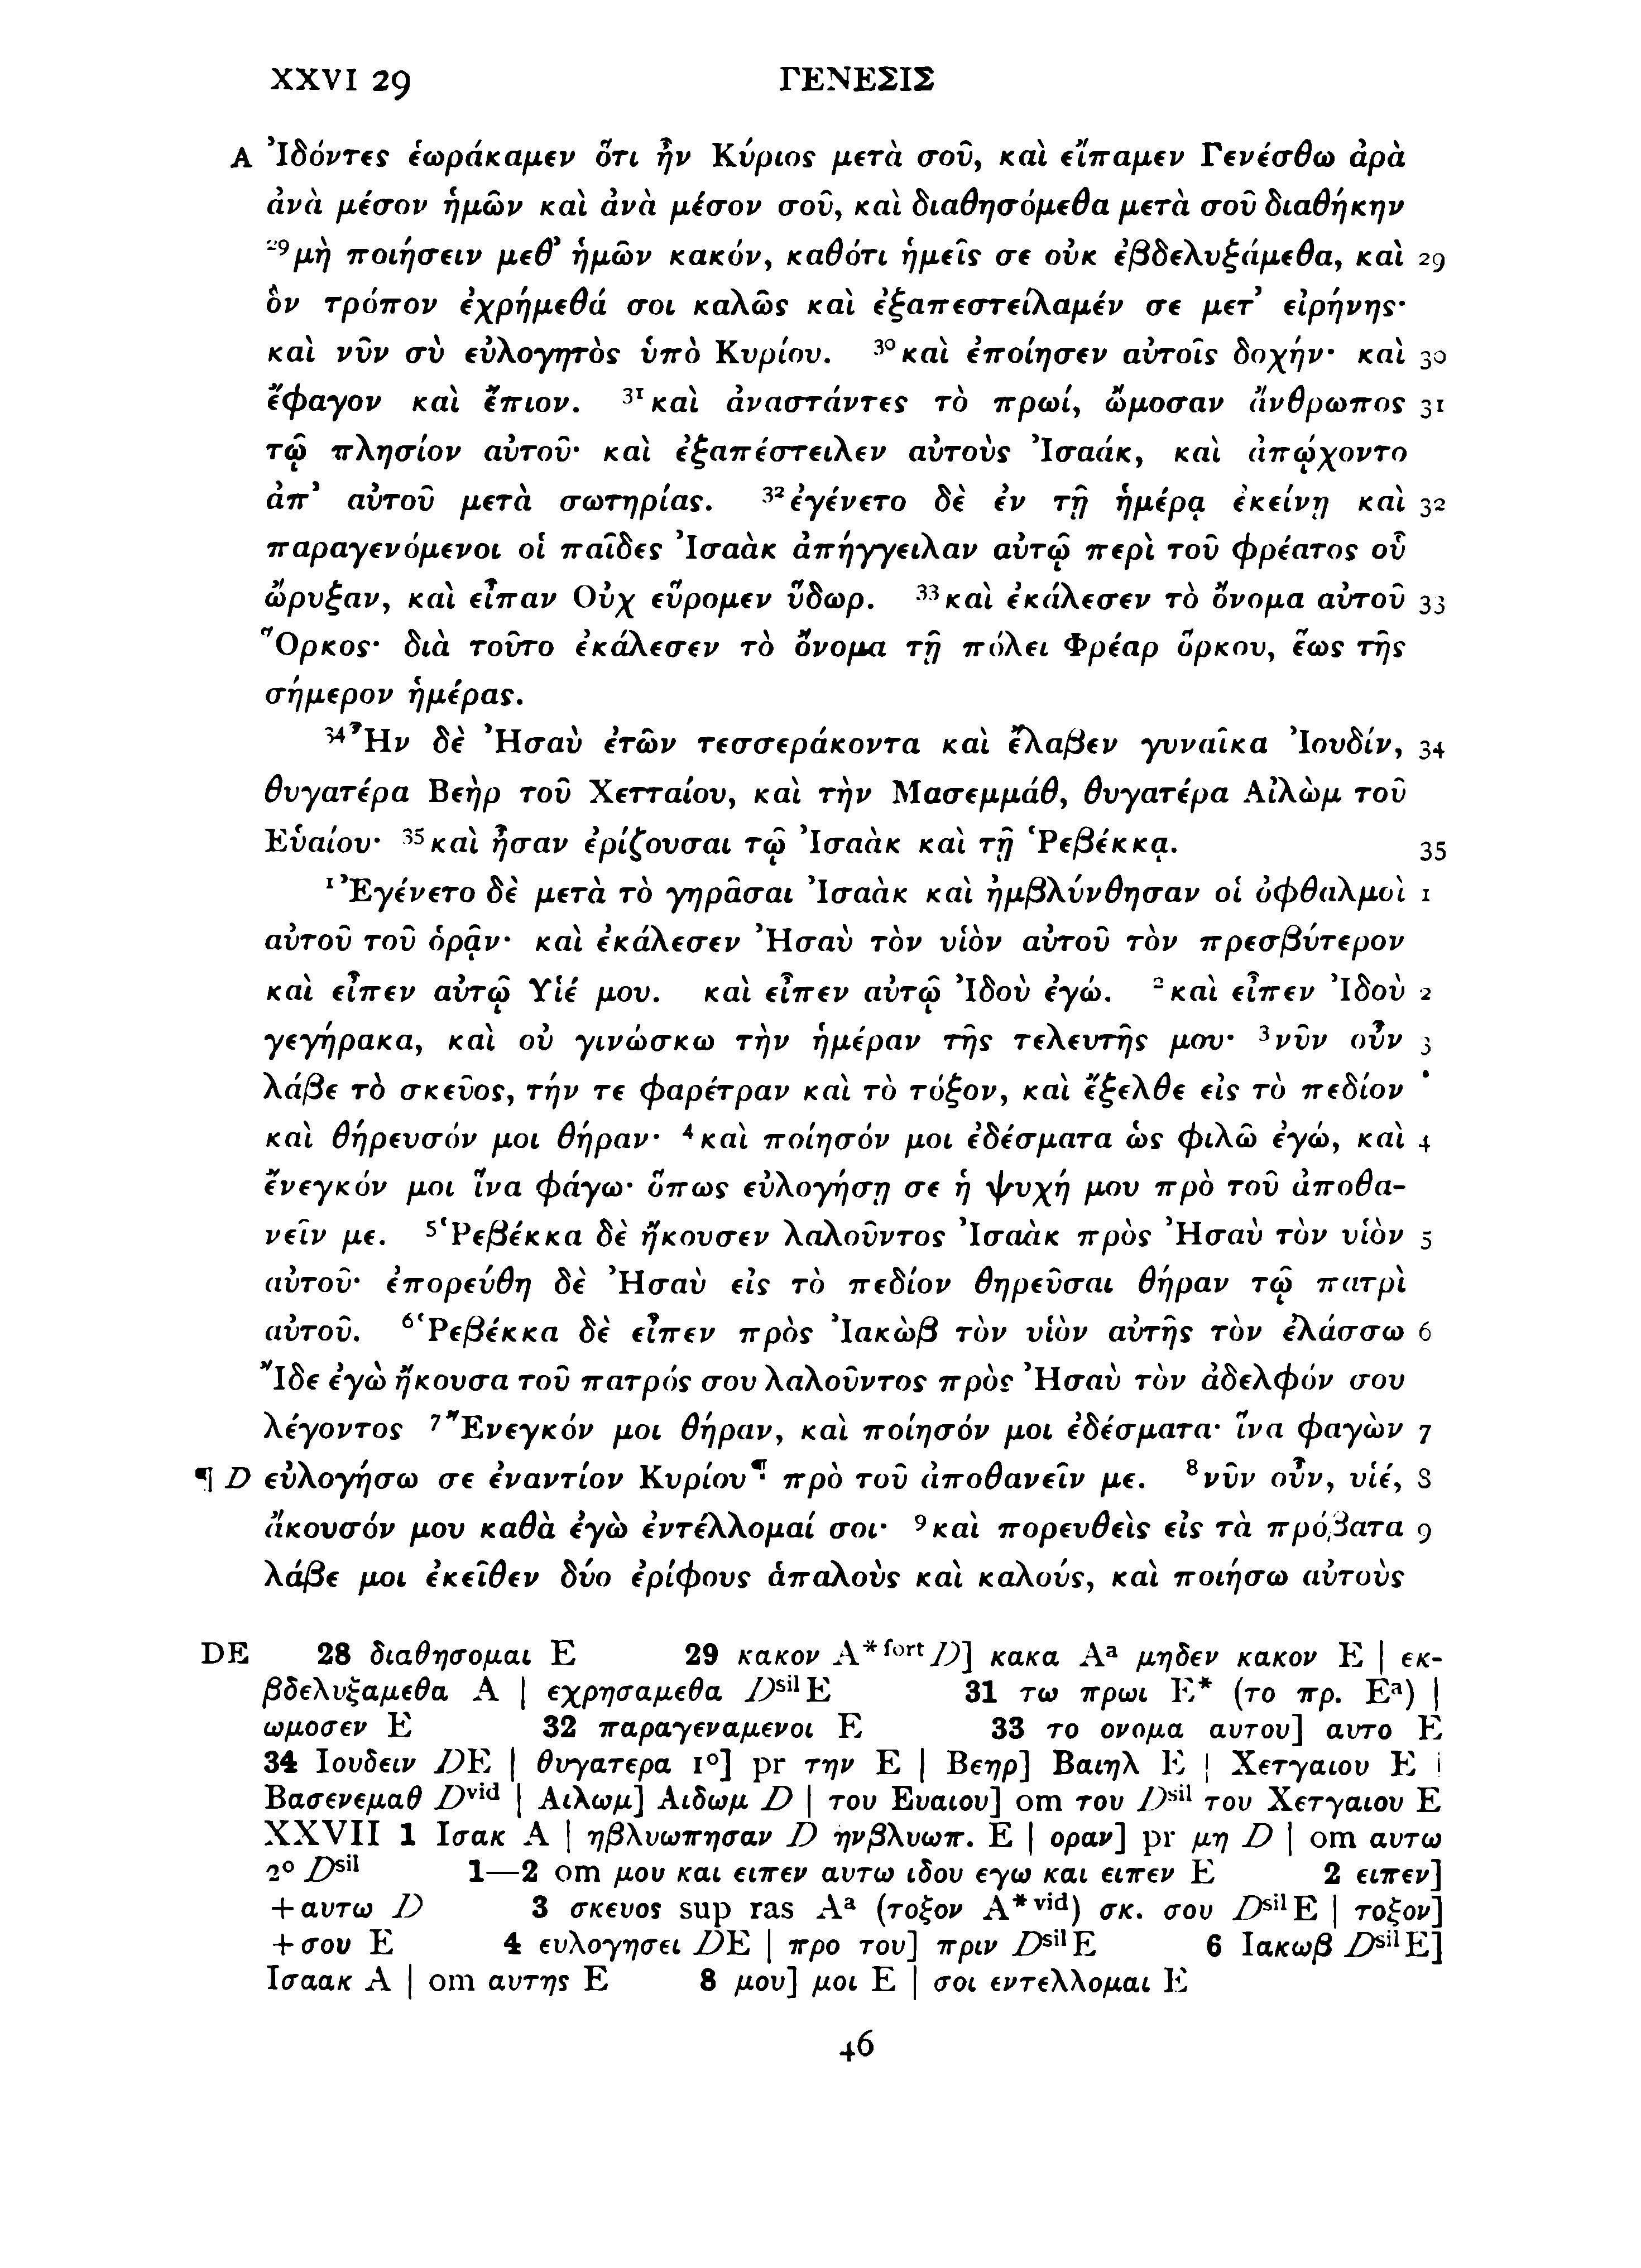 XXVI 29 ΓΕΝΕΣΙΣ
A Ἰδόντες ἑωράκαμεν ὅτι ἦν Κύριος μετὰ σοῦ, καὶ εἴπαμεν Γενέσθω ἀρὰ
ἀνὰ μέσον ἡμῶν καὶ ἀνὰ μέσον σοῦ, καὶ διαθησόμεθα μετὰ σοῦ διαθήκην
²⁹μὴ ποιήσειν μεθ’ ἡμῶν κακόν, καθότι ἡμεῖς σε οὐκ ἐβδελυξάμεθα, καὶ 29
ὃν τρόπον ἐχρήμεθά σοι καλῶς καὶ ἐξαπεστείλαμέν σε μετ’ εἰρήνης·
καὶ νῦν σὺ εὐλογητὸς ὑπὸ Κυρίου. ³⁰καὶ ἐποίησεν αὐτοῖς δοχήν· καὶ 30
ἔφαγον καὶ ἔπιον. ³¹καὶ ἀναστάντες τὸ πρωί, ὤμοσαν ἄνθρωπος 31
τῷ πλησίον αὐτοῦ· καὶ ἐξαπέστειλεν αὐτοὺς Ἰσαάκ, καὶ ἀπῴχοντο
ἀπ’ αὐτοῦ μετὰ σωτηρίας. ³²ἐγένετο δὲ ἐν τῇ ἡμέρᾳ ἐκείνῃ καὶ 32
παραγενόμενοι οἱ παῖδες Ἰσαὰκ ἀπήγγειλαν αὐτῷ περὶ τοῦ φρέατος οὗ
ὤρυξαν, καὶ εἶπαν Οὐχ εὕρομεν ὕδωρ. ³³καὶ ἐκάλεσεν τὸ ὄνομα αὐτοῦ 33
Ὅρκος· διὰ τοῦτο ἐκάλεσεν τὸ ὄνομα τῇ πόλει Φρέαρ ὅρκου, ἕως τῆς
σήμερον ἡμέρας.
³⁴Ἦν δὲ Ἠσαὺ ἐτῶν τεσσεράκοντα καὶ ἔλαβεν γυναῖκα Ἰουδίν, 34
θυγατέρα Βεὴρ τοῦ Χετταίου, καὶ τὴν Μασεμμάθ, θυγατέρα Αἰλὼμ τοῦ
Εὑαίου· ³⁵καὶ ἦσαν ἐρίζουσαι τῷ Ἰσαὰκ καὶ τῇ Ῥεβέκκᾳ. 35
¹Ἐγένετο δὲ μετὰ τὸ γηρᾶσαι Ἰσαὰκ καὶ ἠμβλύνθησαν οἱ ὀφθαλμοὶ 1
αὐτοῦ τοῦ ὁρᾷν· καὶ ἐκάλεσεν Ἠσαὺ τὸν υἱὸν αὐτοῦ τὸν πρεσβύτερον
καὶ εἶπεν αὐτῷ Υἱέ μου. καὶ εἶπεν αὐτῷ Ἰδοὺ ἐγώ. ²καὶ εἶπεν Ἰδοὺ 2
γεγήρακα, καὶ οὐ γινώσκω τὴν ἡμέραν τῆς τελευτῆς μου· ³νῦν οὖν 3
λάβε τὸ σκεῦος, τήν τε φαρέτραν καὶ τὸ τόξον, καὶ ἔξελθε εἰς τὸ πεδίον
καὶ θήρευσόν μοι θήραν· ⁴καὶ ποίησόν μοι ἐδέσματα ὡς φιλῶ ἐγώ, καὶ 4
ἔνεγκόν μοι ἵνα φάγω· ὅπως εὐλογήσῃ σε ἡ ψυχή μου πρὸ τοῦ ἀποθα-
νεῖν με. ⁵Ῥεβέκκα δὲ ἤκουσεν λαλοῦντος Ἰσαὰκ πρὸς Ἠσαὺ τὸν υἱὸν 5
αὐτοῦ· ἐπορεύθη δὲ Ἠσαὺ εἰς τὸ πεδίον θηρεῦσαι θήραν τῷ πατρὶ
αὐτοῦ. ⁶Ῥεβέκκα δὲ εἶπεν πρὸς Ἰακὼβ τὸν υἱὸν αὐτῆς τὸν ἐλάσσω 6
Ἴδε ἐγὼ ἤκουσα τοῦ πατρός σου λαλοῦντος πρὸς Ἠσαὺ τὸν ἀδελφόν σου
λέγοντος ⁷Ἔνεγκόν μοι θήραν, καὶ ποίησόν μοι ἐδέσματα· ἵνα φαγὼν 7
¶ D εὐλογήσω σε ἐναντίον Κυρίου¶ πρὸ τοῦ ἀποθανεῖν με. ⁸νῦν οὖν, υἱέ, 8
ἄκουσόν μου καθὰ ἐγὼ ἐντέλλομαί σοι· ⁹καὶ πορευθεὶς εἰς τὰ πρόβατα 9
λάβε μοι ἐκεῖθεν δύο ἐρίφους ἁπαλοὺς καὶ καλούς, καὶ ποιήσω αὐτοὺς
DE 28 διαθησομαι E 29 κακον A*ᶠᵒʳᵗ D] κακα Aᵃ μηδεν κακον E | εκ-
βδελυξαμεθα A | εχρησαμεθα Dˢⁱˡ E 31 τω πρωι E* (το πρ. Eᵃ) |
ωμοσεν E 32 παραγεναμενοι E 33 το ονομα αυτου] αυτο E
34 Ιουδειν DE | θυγατερα 1°] pr την E | Βεηρ] Βαιηλ E | Χετγαιου E |
Βασενεμαθ Dᵛⁱᵈ | Αιλωμ] Αιδωμ D | του Ευαιου] om του Dˢⁱˡ του Χετγαιου E
XXVII 1 Ισακ A | ηβλυωπησαν D ηνβλυωπ. E | οραν] pr μη D | om αυτω
2° Dˢⁱˡ 1—2 om μου και ειπεν αυτω ιδου εγω και ειπεν E 2 ειπεν]
+αυτω D 3 σκευος sup ras Aᵃ (τοξον A*ᵛⁱᵈ) σκ. σου Dˢⁱˡ E | τοξον]
+σου E 4 ευλογησει DE | προ του] πριν Dˢⁱˡ E 6 Ιακωβ Dˢⁱˡ E]
Ισαακ A | om αυτης E 8 μου] μοι E | σοι εντελλομαι E
46